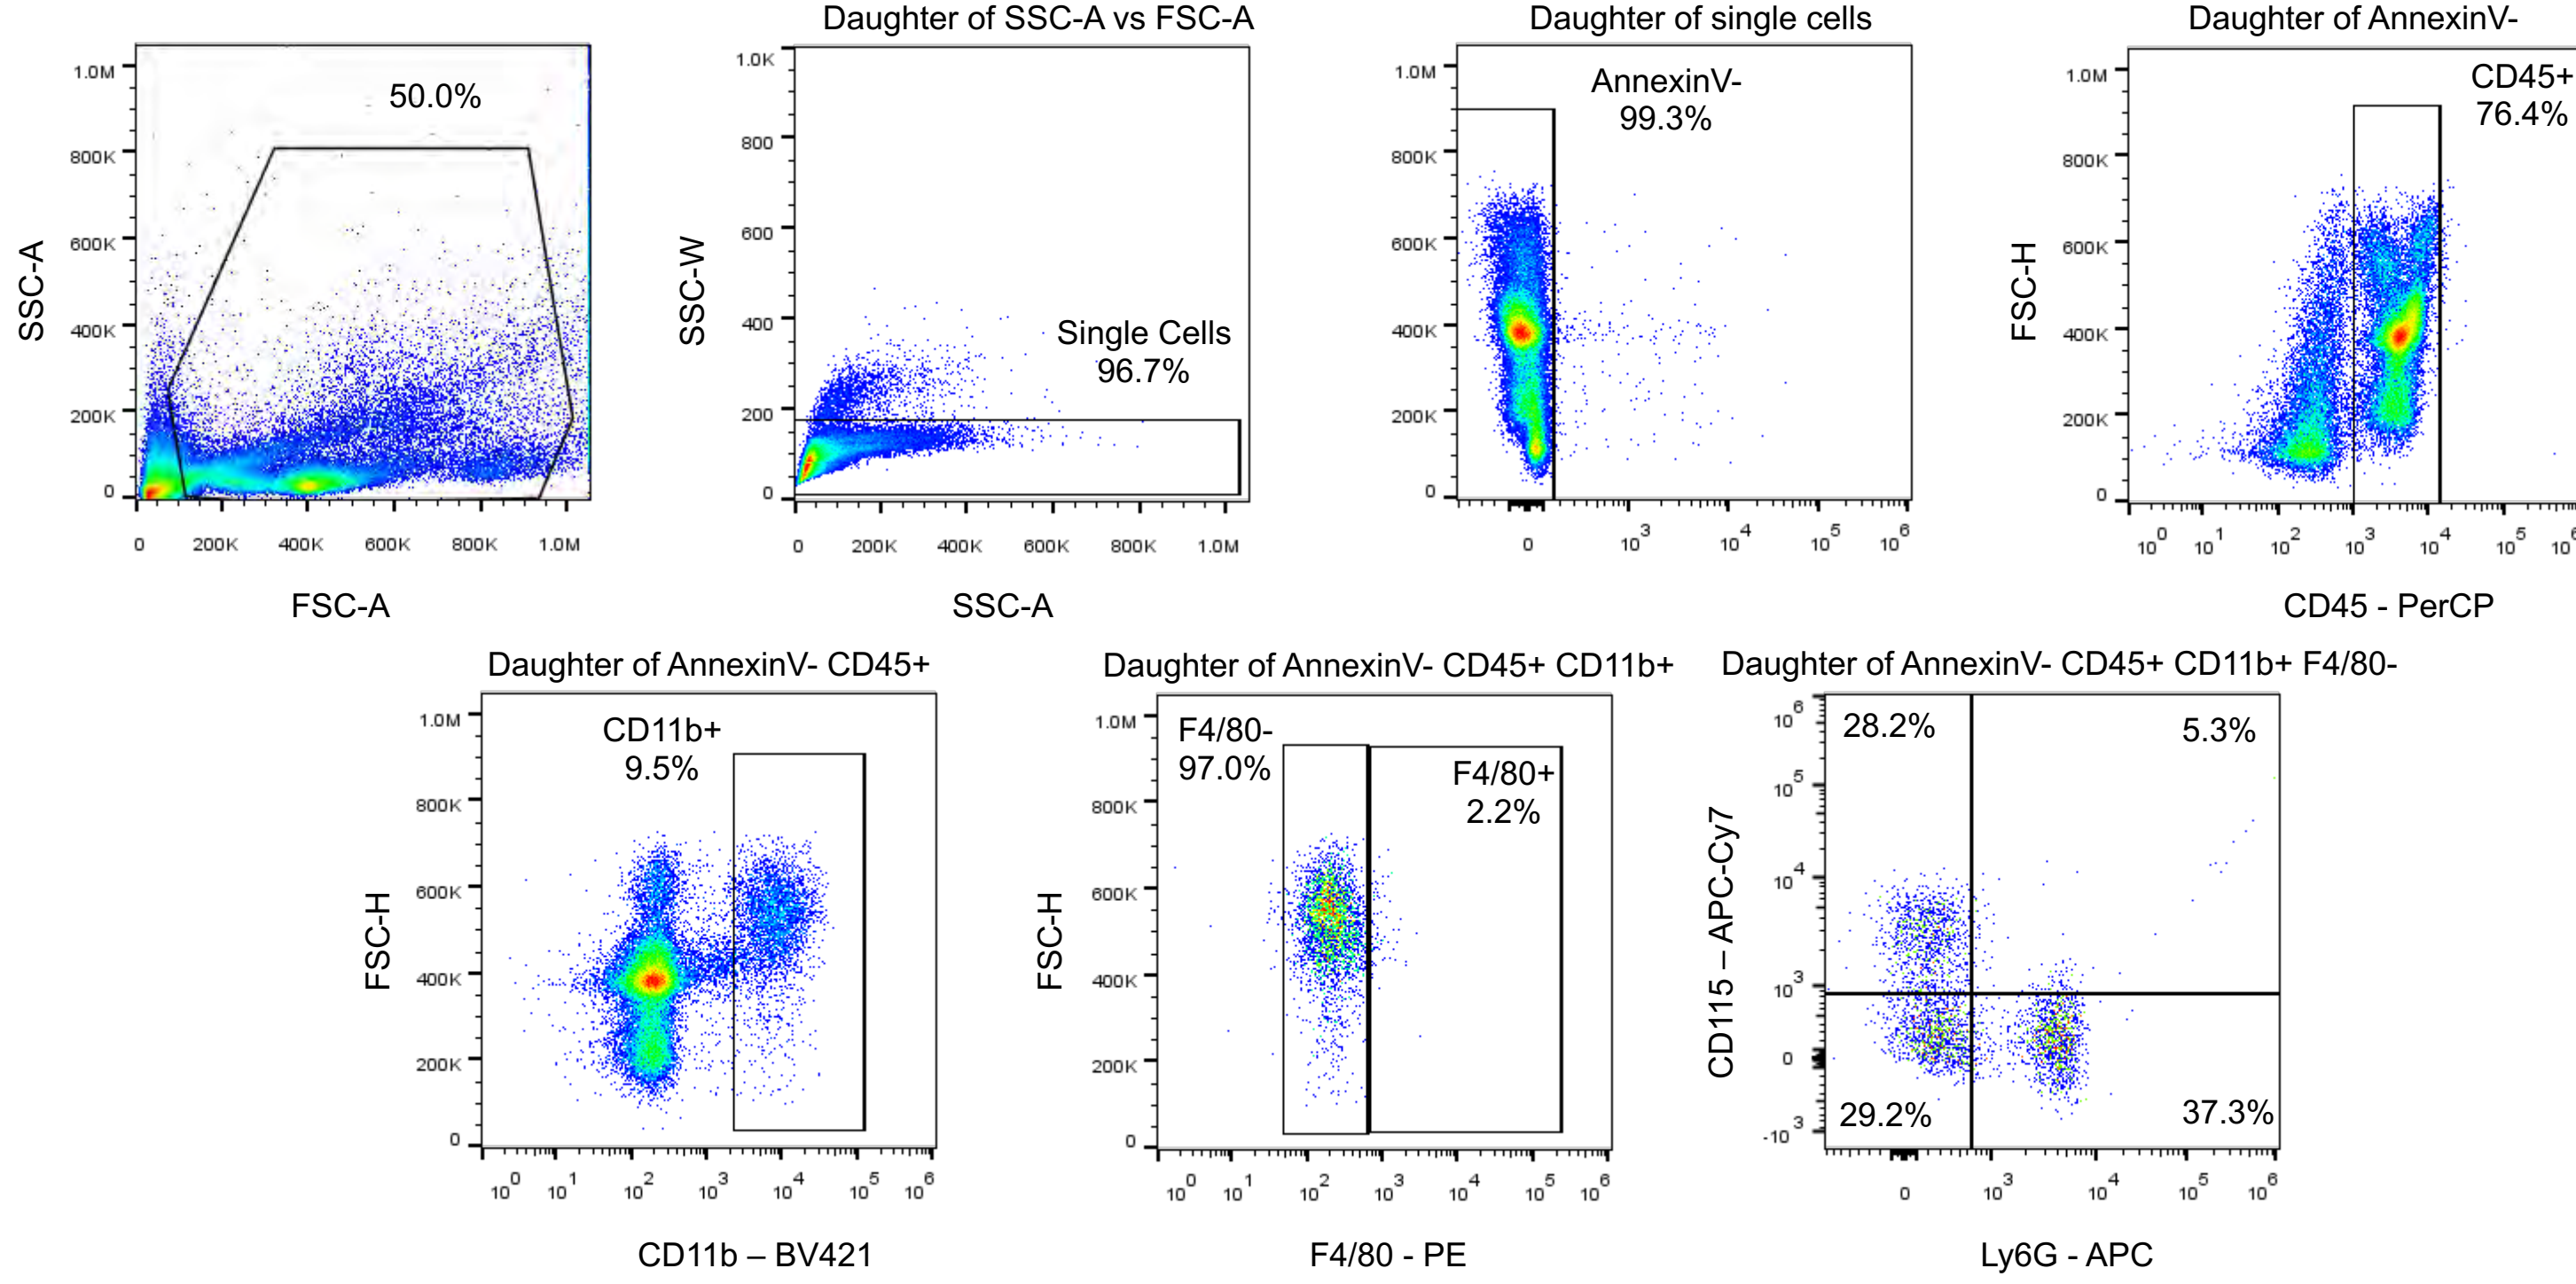 Daughter of SSC-A vs FSC-A
Daughter of single cells
Daughter of AnnexinV-
SSC-A
1.0M
800K
600K
400K
200K
0
50.0%
0 200K 400K 600K 800K 1.0M
FSC-A
SSC-W
1.0K
800
600
400
200
0
Single Cells
96.7%
0 200K 400K 600K 800K 1.0M
SSC-A
1.0M
800K
600K
400K
200K
0
AnnexinV-
99.3%
0 10^3 10^4 10^5 10^6
FSC-H
1.0M
800K
600K
400K
200K
0
CD45+
76.4%
10^0 10^1 10^2 10^3 10^4 10^5 10^6
CD45 - PerCP
Daughter of AnnexinV- CD45+
Daughter of AnnexinV- CD45+ CD11b+
Daughter of AnnexinV- CD45+ CD11b+ F4/80-
FSC-H
1.0M
800K
600K
400K
200K
0
CD11b+
9.5%
10^0 10^1 10^2 10^3 10^4 10^5 10^6
CD11b – BV421
FSC-H
1.0M
800K
600K
400K
200K
0
F4/80-
97.0%
F4/80+
2.2%
10^0 10^1 10^2 10^3 10^4 10^5 10^6
F4/80 - PE
CD115 – APC-Cy7
10^6
10^5
10^4
10^3
0
-10^3
28.2%
5.3%
29.2%
37.3%
0 10^3 10^4 10^5 10^6
Ly6G - APC